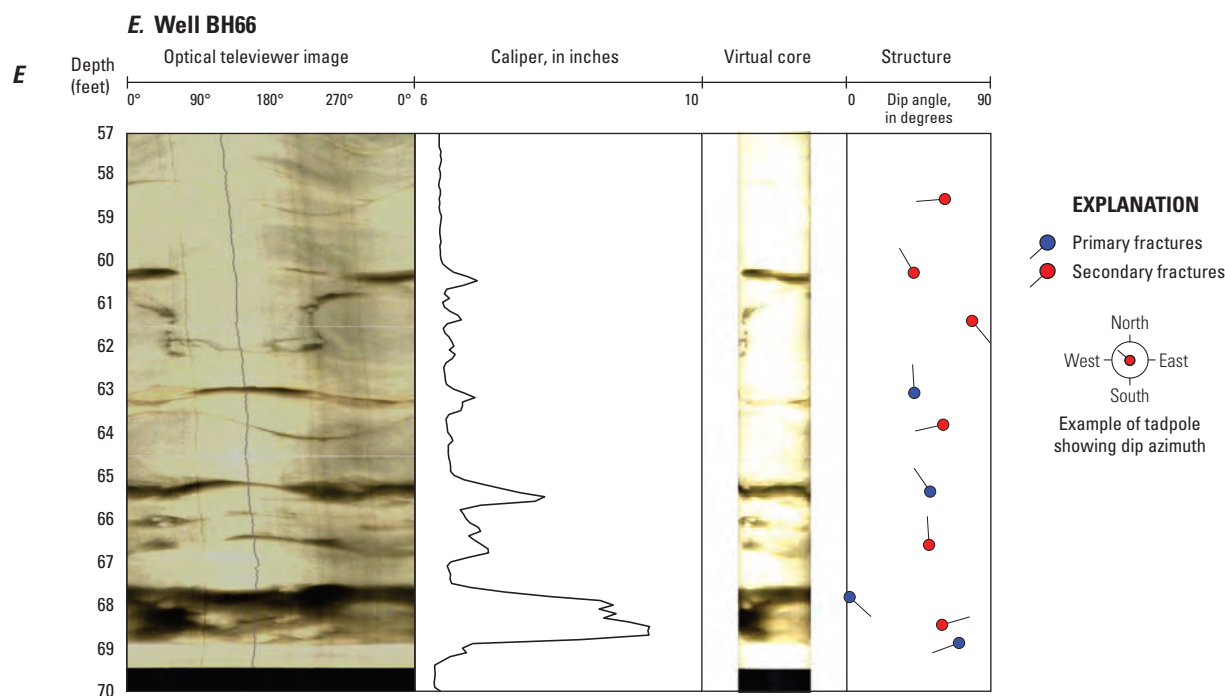 E. Well BH66
E
Depth
(feet)
Optical televiewer image
Caliper, in inches
Virtual core
Structure
0° 90° 180° 270° 0°
6 10
0 Dip angle, 90
in degrees
57
58
59
60
61
62
63
64
65
66
67
68
69
70
EXPLANATION
Primary fractures
Secondary fractures
North
West East
South
Example of tadpole
showing dip azimuth